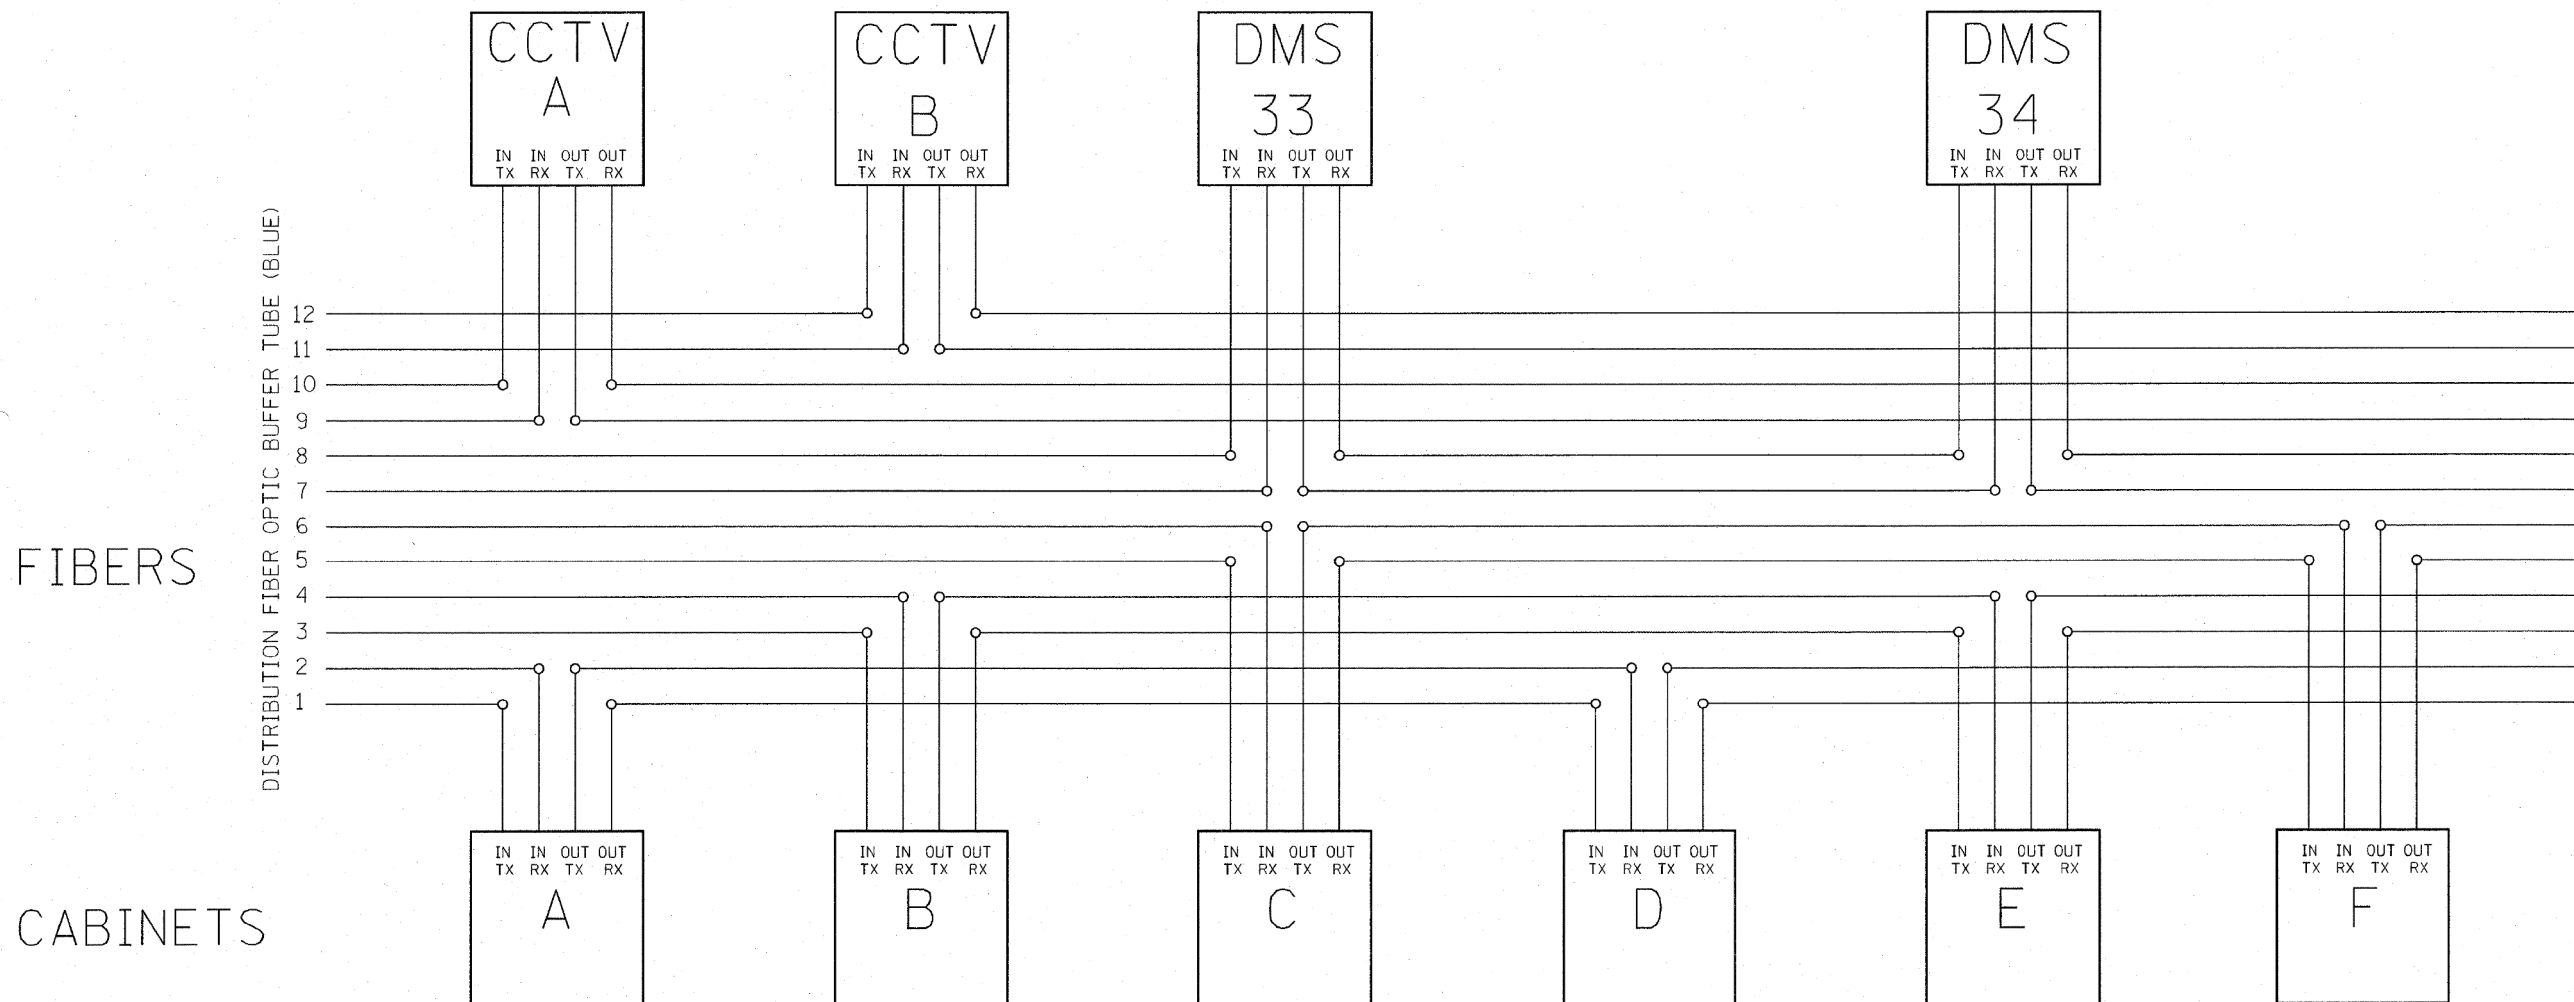 CCTV CCTV DMS DMS
A B 33 34
IN IN OUT OUT IN IN OUT OUT IN IN OUT OUT IN IN OUT OUT
TX RX TX RX TX RX TX RX TX RX TX RX TX RX TX RX
DISTRIBUTION FIBER OPTIC BUFFER TUBE (BLUE)
12
11
10
9
8
7
6
5
4
3
2
1
FIBERS
IN IN OUT OUT IN IN OUT OUT IN IN OUT OUT IN IN OUT OUT IN IN OUT OUT IN IN OUT OUT
TX RX TX RX TX RX TX RX TX RX TX RX TX RX TX RX TX RX TX RX TX RX TX RX
CABINETS A B C D E F